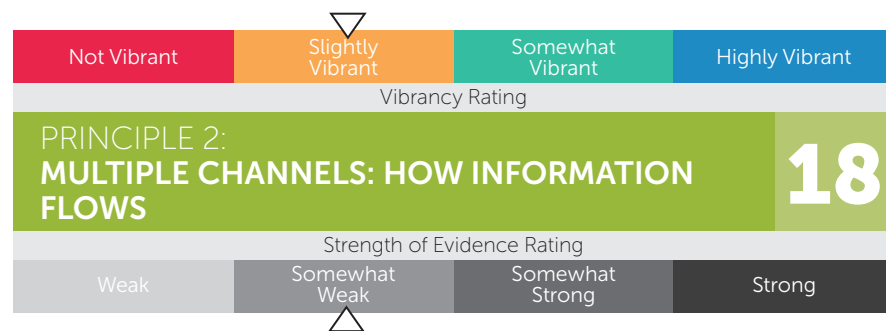 Not Vibrant
Slightly
Vibrant
Somewhat
Vibrant
Highly Vibrant
Vibrancy Rating
PRINCIPLE 2:
MULTIPLE CHANNELS: HOW INFORMATION
FLOWS
18
Strength of Evidence Rating
Weak
Somewhat
Weak
Somewhat
Strong
Strong